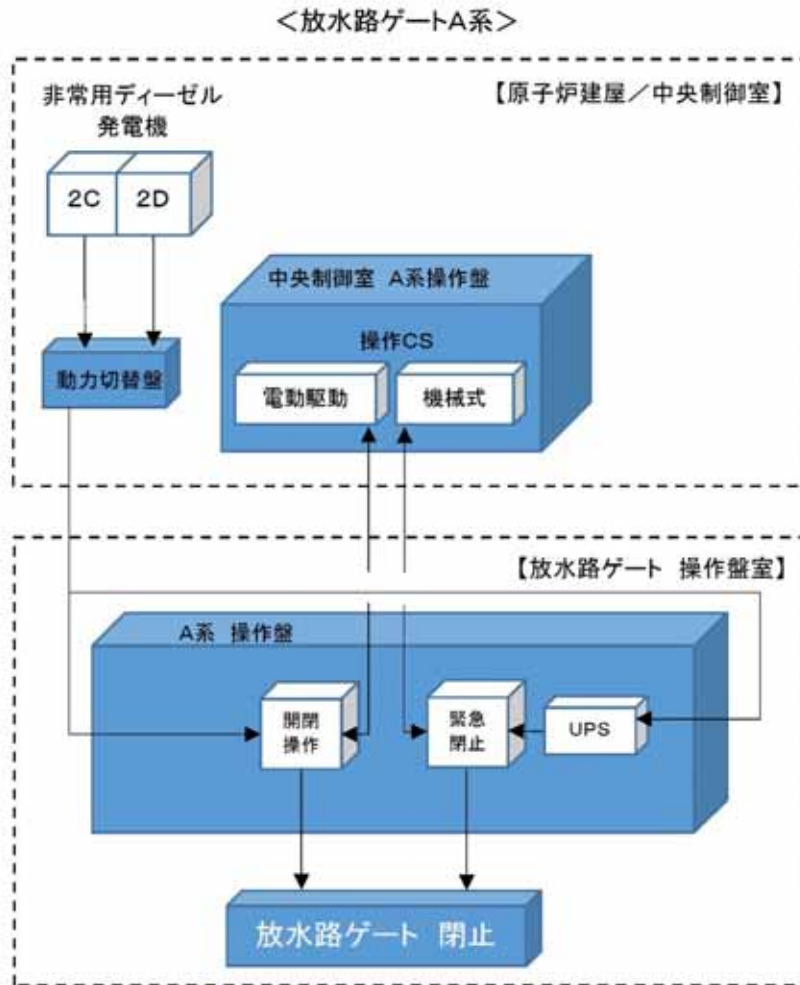 ＜放水路ゲートA系＞
【原子炉建屋／中央制御室】
非常用ディーゼル
発電機
2C
2D
中央制御室 A系操作盤
操作CS
動力切替盤
電動駆動
機械式
【放水路ゲート 操作盤室】
A系 操作盤
開閉
操作
緊急
閉止
UPS
放水路ゲート 閉止